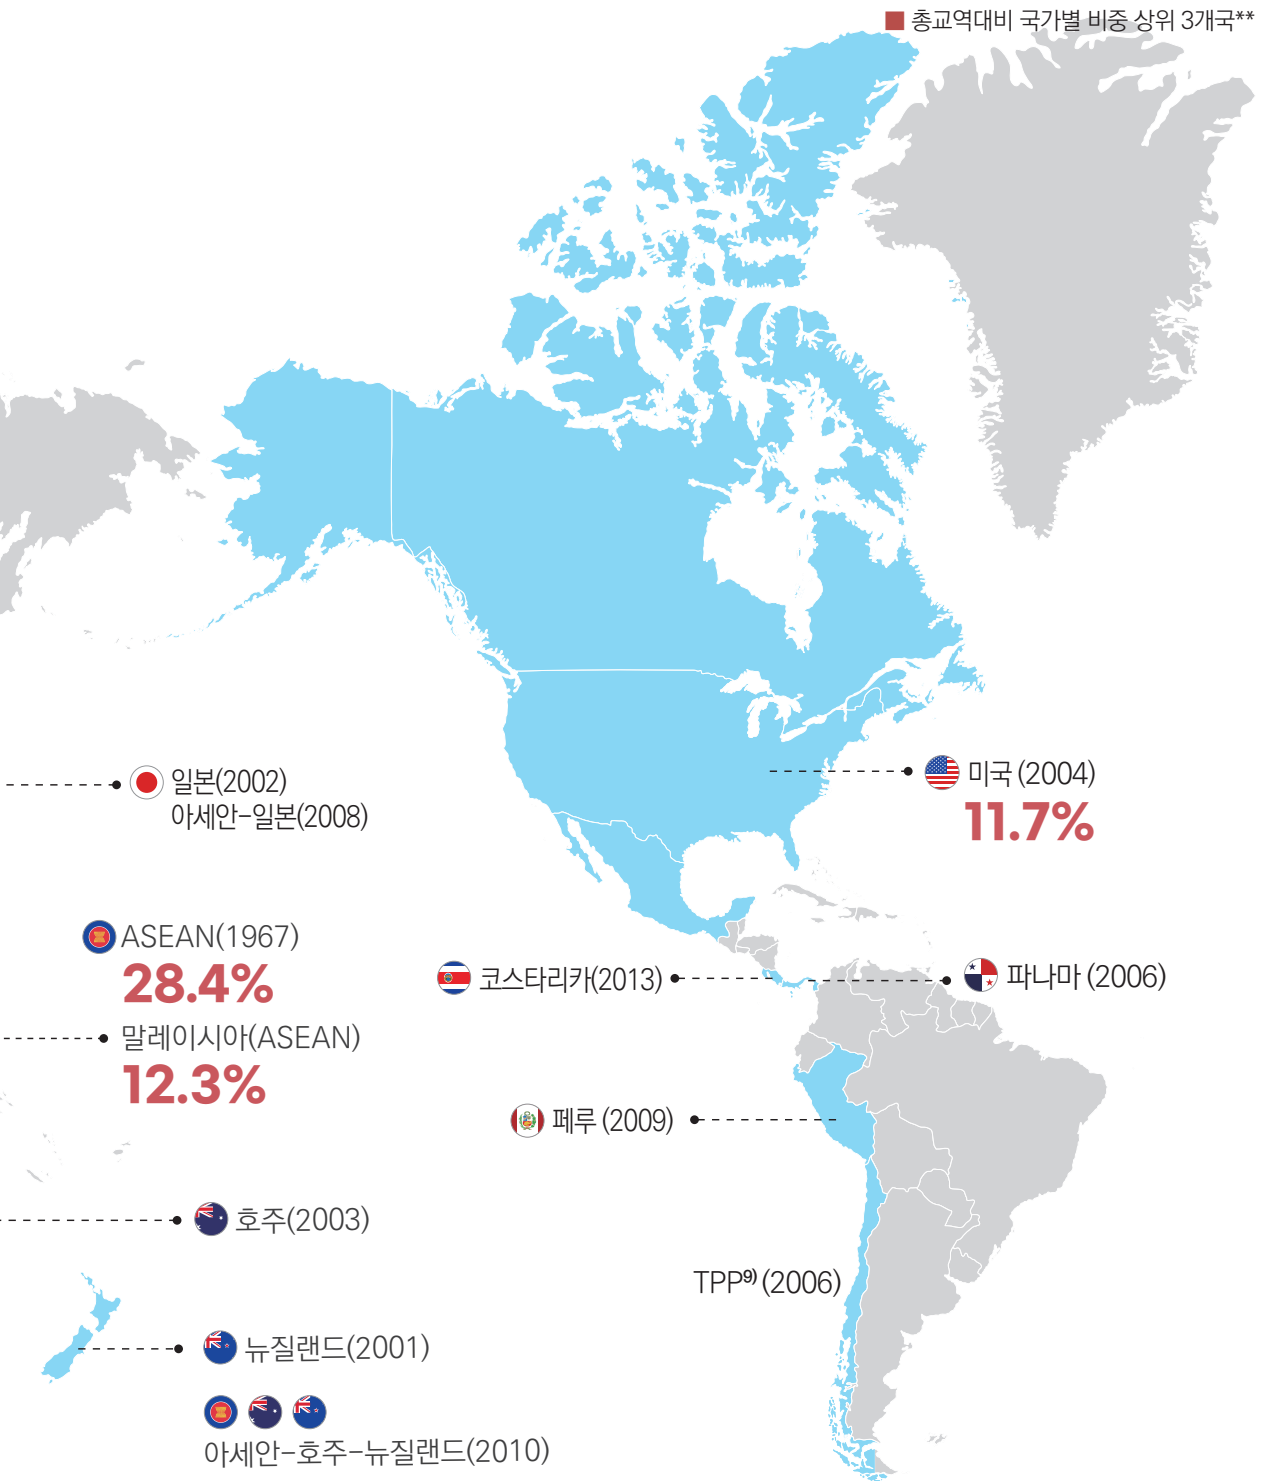 총교역대비 국가별 비중 상위 3개국**
일본(2002)
아세안-일본(2008)
미국 (2004)
11.7%
ASEAN(1967)
28.4%
말레이시아(ASEAN)
12.3%
코스타리카(2013)
파나마 (2006)
페루 (2009)
호주(2003)
TPP9) (2006)
뉴질랜드(2001)
아세안-호주-뉴질랜드(2010)